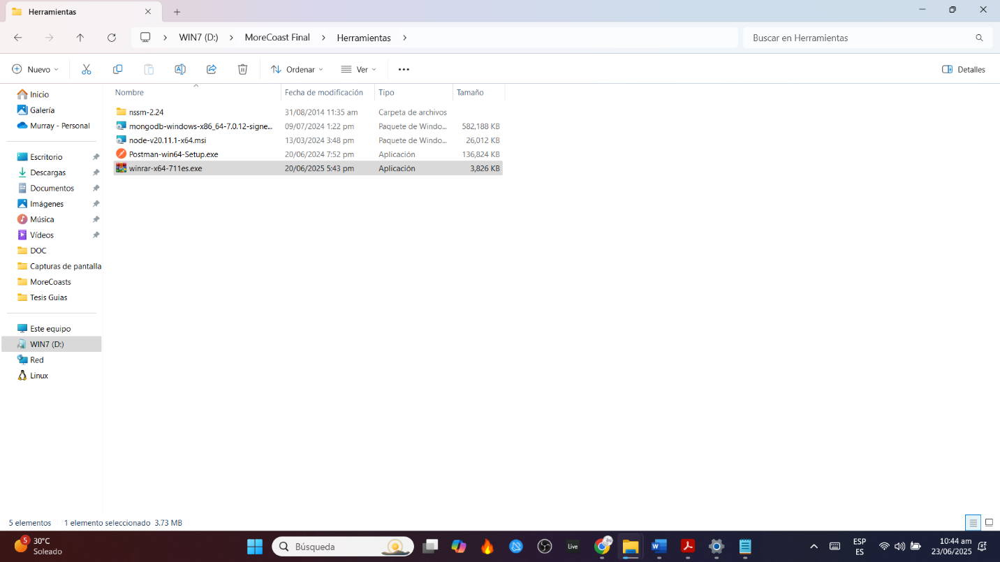 Herramientas
WIN7 (D:) MoreCoast Final Herramientas
Buscar en Herramientas
Nuevo Ordenar Ver Detalles
Nombre Fecha de modificación Tipo Tamaño
nssm-2.24 31/08/2014 11:35 am Carpeta de archivos
mongodb-windows-x86_64-7.0.12-signe... 09/07/2024 1:22 pm Paquete de Windo... 582,188 KB
node-v20.11.1-x64.msi 13/03/2024 3:48 pm Paquete de Windo... 26,012 KB
Postman-win64-Setup.exe 20/06/2024 7:52 pm Aplicación 136,824 KB
winrar-x64-711es.exe 20/06/2025 5:43 pm Aplicación 3,826 KB
Inicio
Galería
Murray - Personal
Escritorio
Descargas
Documentos
Imágenes
Música
Vídeos
DOC
Capturas de pantalla
MoreCoasts
Tesis Guias
Este equipo
WIN7 (D:)
Red
Linux
5 elementos 1 elemento seleccionado 3.73 MB
5 30°C
Soleado
Búsqueda
Live
ESP
ES
10:44 am
23/06/2025